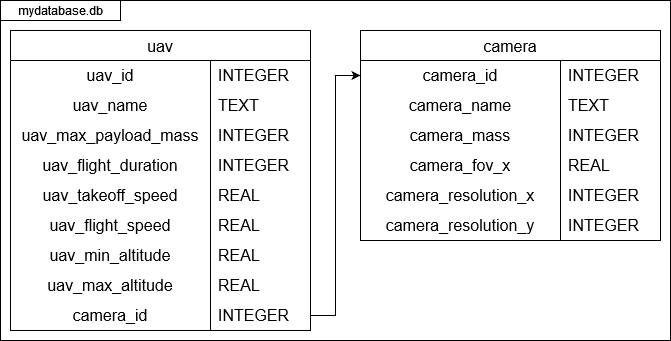 mydatabase.db
uav
uav_id INTEGER
uav_name TEXT
uav_max_payload_mass INTEGER
uav_flight_duration INTEGER
uav_takeoff_speed REAL
uav_flight_speed REAL
uav_min_altitude REAL
uav_max_altitude REAL
camera_id INTEGER
camera
camera_id INTEGER
camera_name TEXT
camera_mass INTEGER
camera_fov_x REAL
camera_resolution_x INTEGER
camera_resolution_y INTEGER